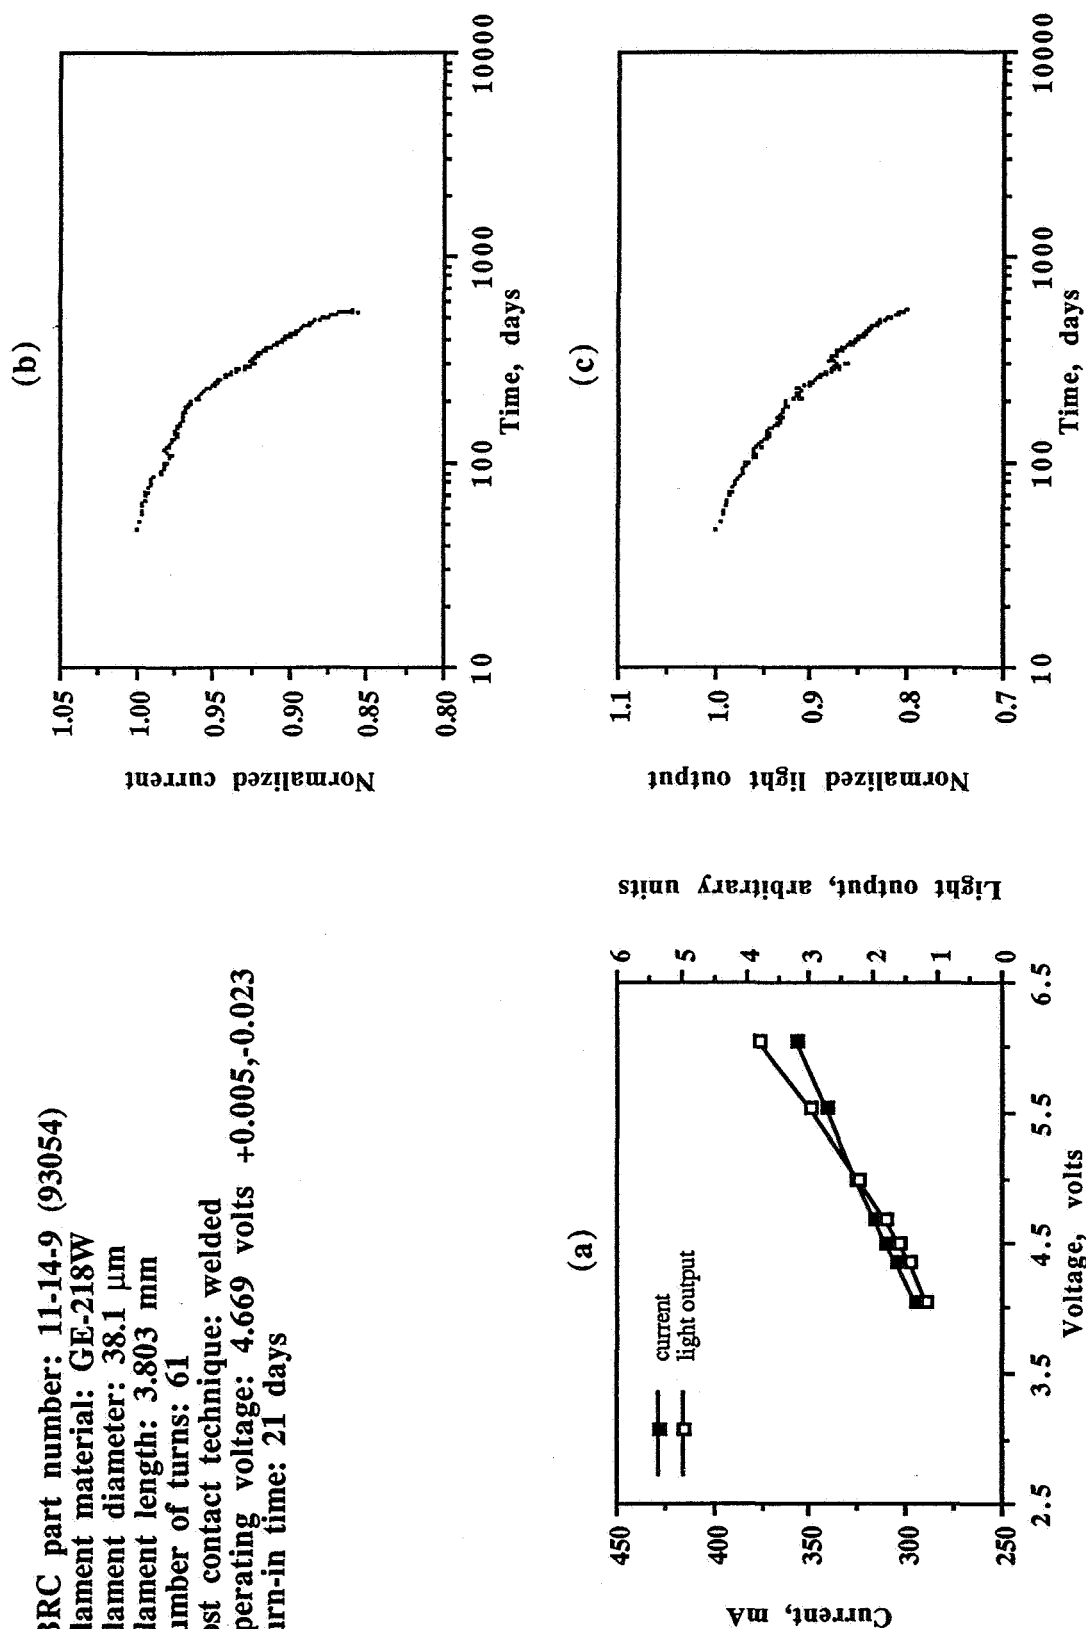 BRC part number: 11-14-9 (93054)
lament material: GE-218W
lament diameter: 38.1 μm
lament length: 3.803 mm
umber of turns: 61
ost contact technique: welded
perating voltage: 4.669 volts +0.005,-0.023
urn-in time: 21 days
(b)
Normalized current
1.05
1.00
0.95
0.90
0.85
0.80
10
100
1000
10000
Time, days
(a)
current
light output
Current, mA
450
400
350
300
250
2.5
3.5
4.5
5.5
6.5
Voltage, volts
6
5
4
3
2
1
0
Light output, arbitrary units
(c)
Normalized light output
1.1
1.0
0.9
0.8
0.7
10
100
1000
10000
Time, days